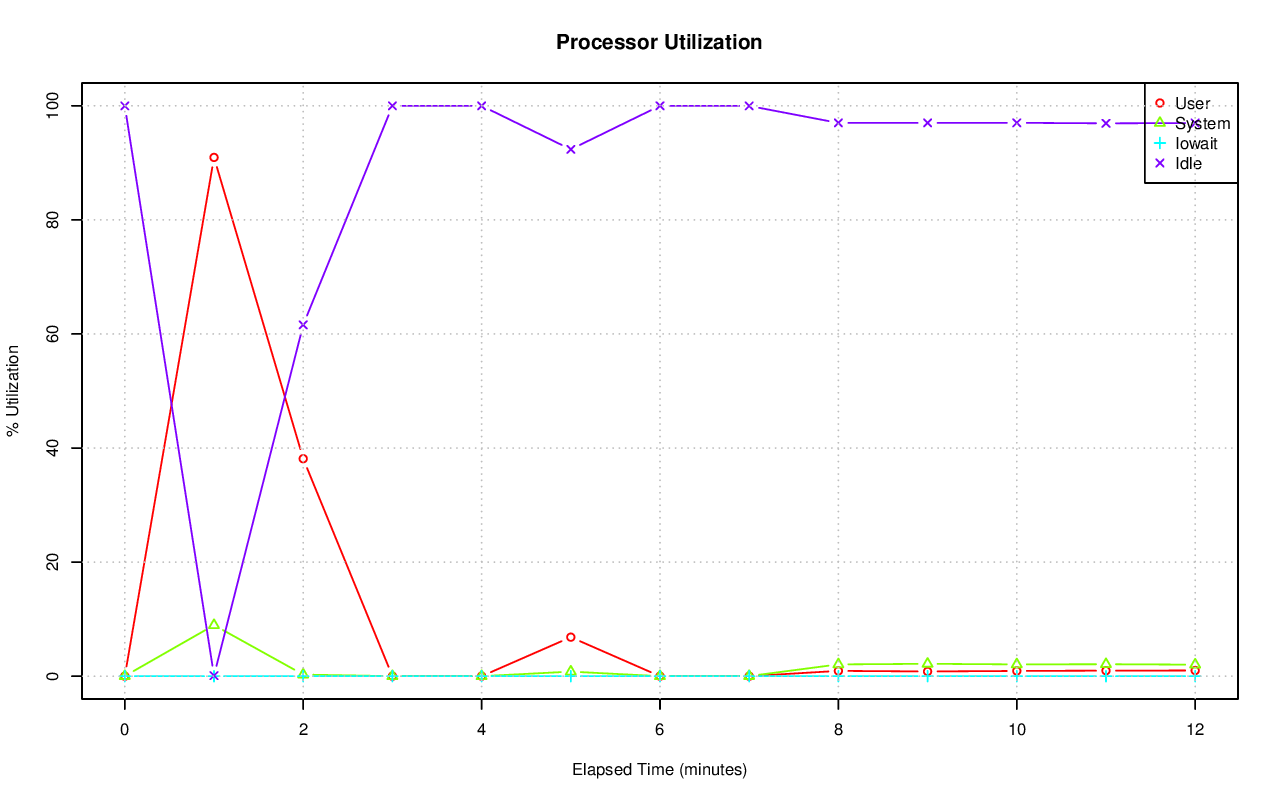 Processor Utilization
100
80
60
40
20
0
% Utilization
User
System
Iowait
Idle
0 2 4 6 8 10 12
Elapsed Time (minutes)